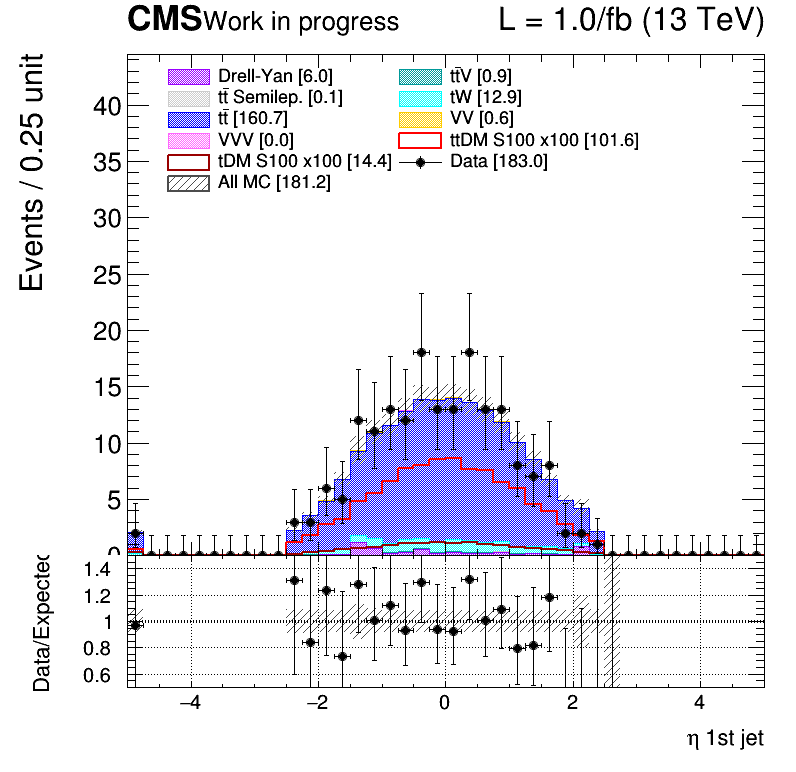 CMS Work in progress L = 1.0/fb (13 TeV)
Events / 0.25 unit
Drell-Yan [6.0] tt̄V [0.9]
tt̄ Semilep. [0.1] tW [12.9]
tt̄ [160.7] VV [0.6]
VVV [0.0] ttDM S100 x100 [101.6]
tDM S100 x100 [14.4] Data [183.0]
All MC [181.2]
40
35
30
25
20
15
10
5
0
Data/Expected
1.4
1.2
1
0.8
0.6
−4 −2 0 2 4
η 1st jet